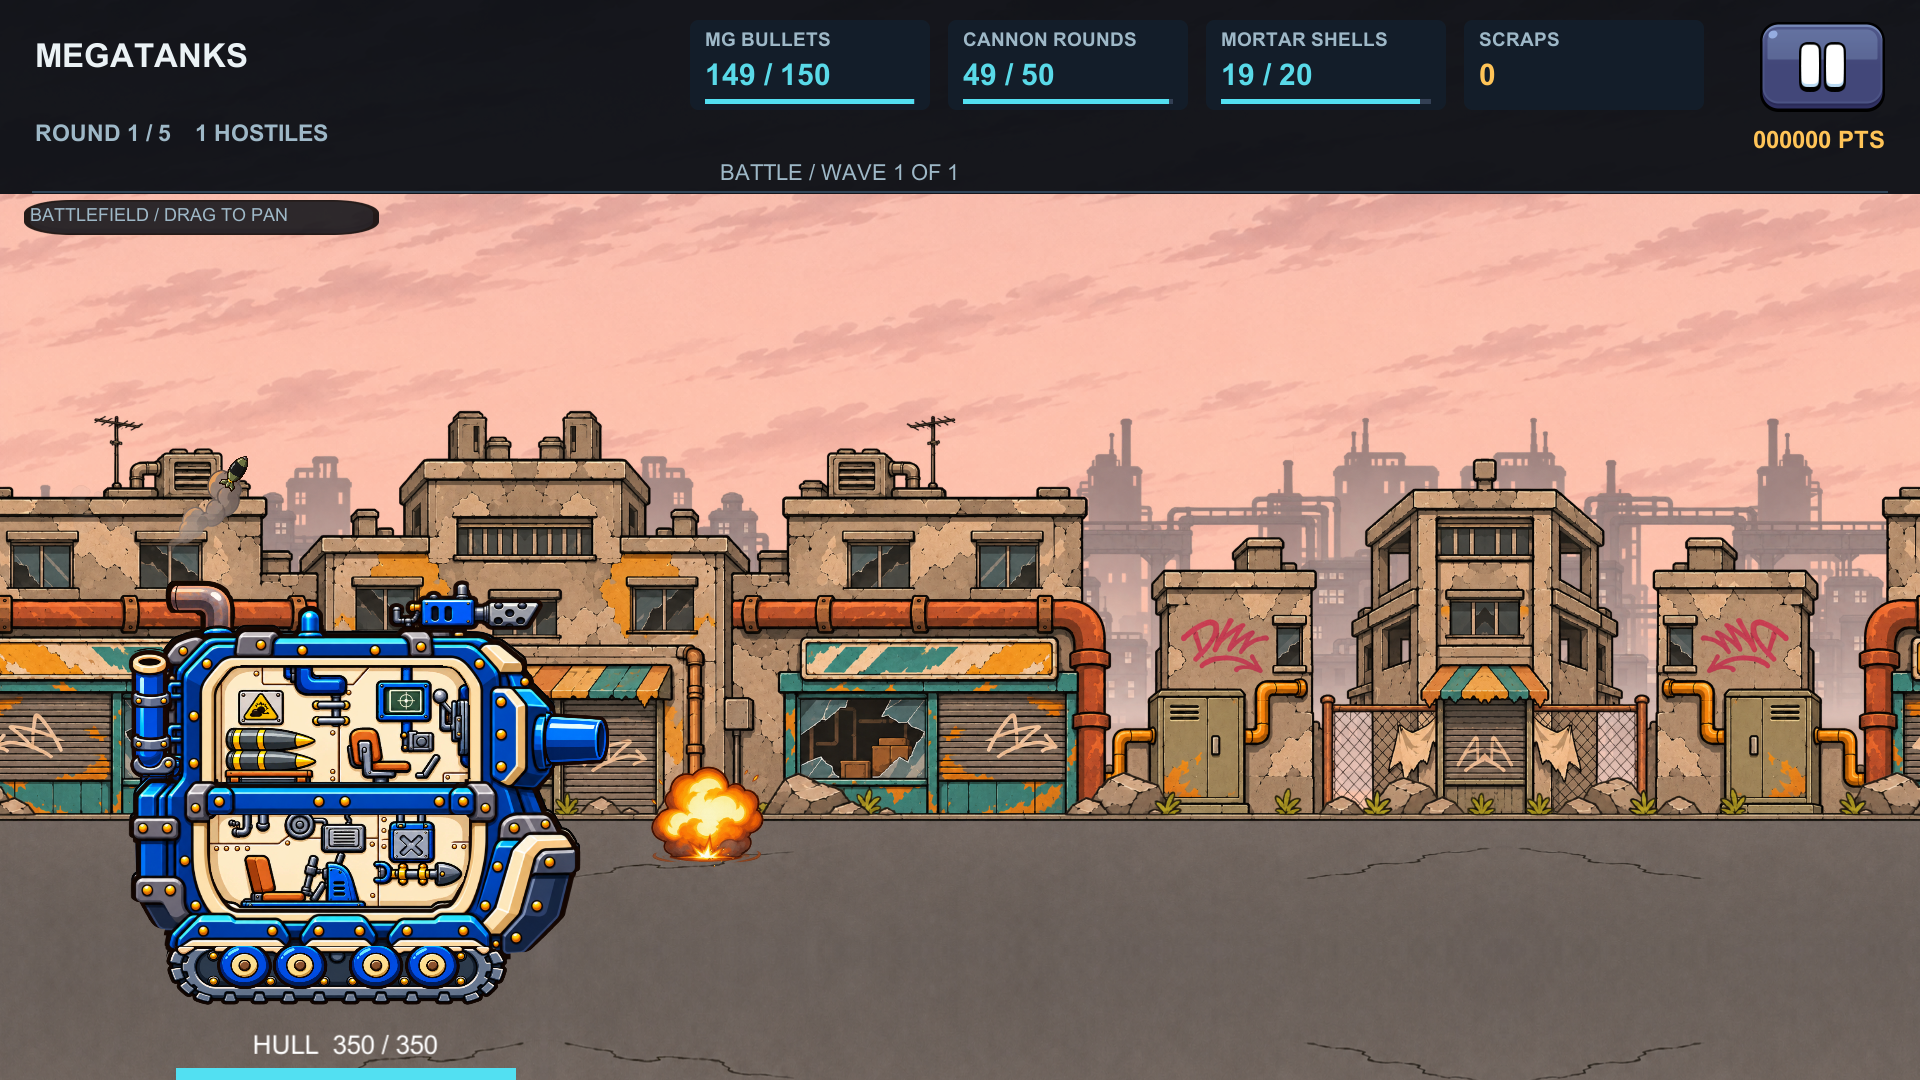 MEGATANKS
MG BULLETS
149 / 150
CANNON ROUNDS
49 / 50
MORTAR SHELLS
19 / 20
SCRAPS
0
ROUND 1 / 5 1 HOSTILES
000000 PTS
BATTLE / WAVE 1 OF 1
BATTLEFIELD / DRAG TO PAN
HULL 350 / 350